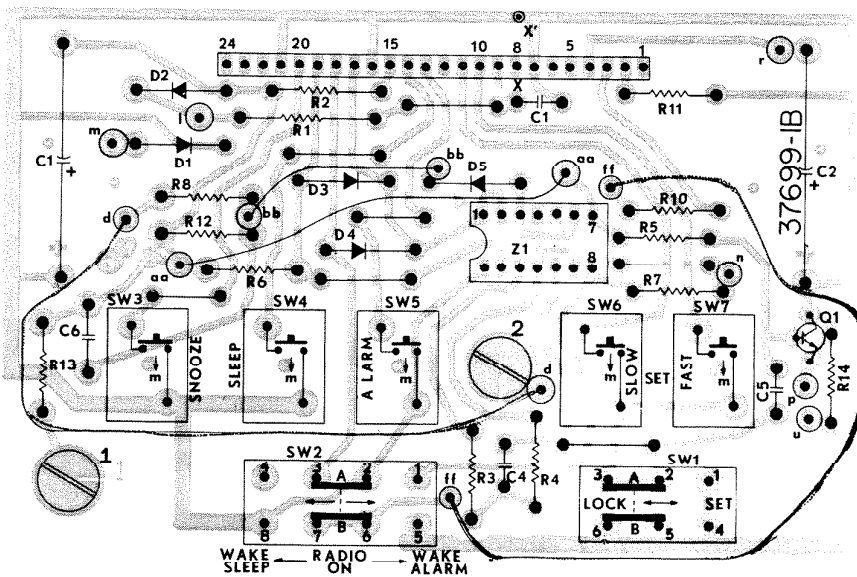 X'
24 20 15 10 8 5 1
r
D2
R2
X
C1
R11
l
R1
m
D1
C1 +
bb
aa
ff
D5
D3
R8
bb
R10
37699-1B
C2 +
d
R12
1 7
R5
D4
Z1
aa
R6
8
n
R7
SW3 SW4 SW5 SW6 SW7
C6
2
Q1
R13
m SNOOZE
SLEEP m
ALARM m
m SLOW
SET
FAST m
d
C5
p
R14
u
1
1
SW2
4 3 A 2 1
ff
R3
C4
R4
SW1
3 A 2 1
LOCK SET
6 B 5 4
B
8 7 6 5
WAKE SLEEP
RADIO ON
WAKE ALARM